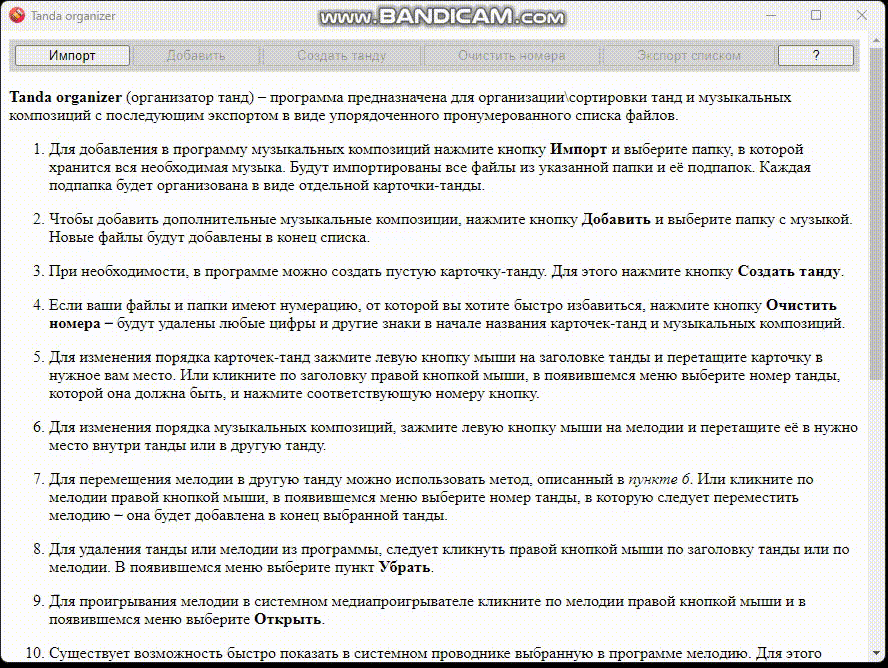 Tanda organizer
www.BANDICAM.com
Импорт Добавить Создать танду Очистить номера Экспорт списком ?
Tanda organizer (организатор танд) – программа предназначена для организации\сортировки танд и музыкальных
композиций с последующим экспортом в виде упорядоченного пронумерованного списка файлов.
1. Для добавления в программу музыкальных композиций нажмите кнопку Импорт и выберите папку, в которой
хранится вся необходимая музыка. Будут импортированы все файлы из указанной папки и её подпапок. Каждая
подпапка будет организована в виде отдельной карточки-танды.
2. Чтобы добавить дополнительные музыкальные композиции, нажмите кнопку Добавить и выберите папку с музыкой.
Новые файлы будут добавлены в конец списка.
3. При необходимости, в программе можно создать пустую карточку-танду. Для этого нажмите кнопку Создать танду.
4. Если ваши файлы и папки имеют нумерацию, от которой вы хотите быстро избавиться, нажмите кнопку Очистить
номера – будут удалены любые цифры и другие знаки в начале названия карточек-танд и музыкальных композиций.
5. Для изменения порядка карточек-танд зажмите левую кнопку мыши на заголовке танды и перетащите карточку в
нужное вам место. Или кликните по заголовку правой кнопкой мыши, в появившемся меню выберите номер танды,
которой она должна быть, и нажмите соответствующую номеру кнопку.
6. Для изменения порядка музыкальных композиций, зажмите левую кнопку мыши на мелодии и перетащите её в нужно
место внутри танды или в другую танду.
7. Для перемещения мелодии в другую танду можно использовать метод, описанный в пункте 6. Или кликните по
мелодии правой кнопкой мыши, в появившемся меню выберите номер танды, в которую следует переместить
мелодию – она будет добавлена в конец выбранной танды.
8. Для удаления танды или мелодии из программы, следует кликнуть правой кнопкой мыши по заголовку танды или по
мелодии. В появившемся меню выберите пункт Убрать.
9. Для проигрывания мелодии в системном медиапроигрывателе кликните по мелодии правой кнопкой мыши и в
появившемся меню выберите Открыть.
10. Существует возможность быстро показать в системном проводнике выбранную в программе мелодию. Для этого